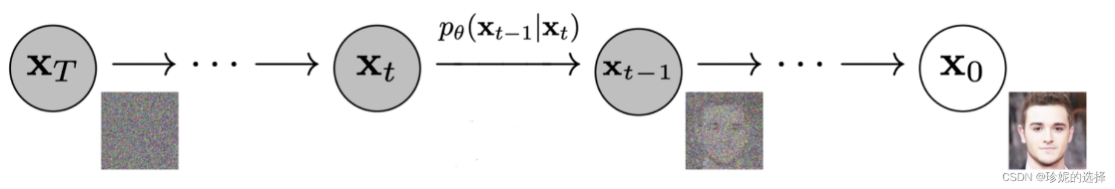 p_θ(x_{t−1}|x_t)
x_T → ⋯ → x_t → x_{t−1} → ⋯ → x_0
CSDN @珍妮的选择